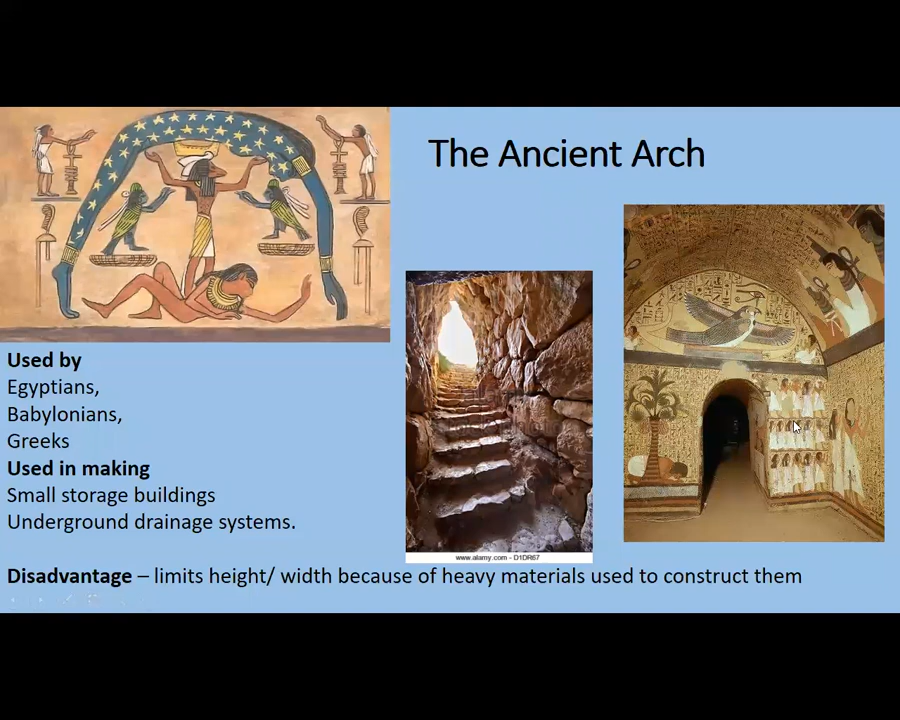 The Ancient Arch
Used by
Egyptians,
Babylonians,
Greeks
Used in making
Small storage buildings
Underground drainage systems.
www.alamy.com - D1DR67
Disadvantage – limits height/ width because of heavy materials used to construct them